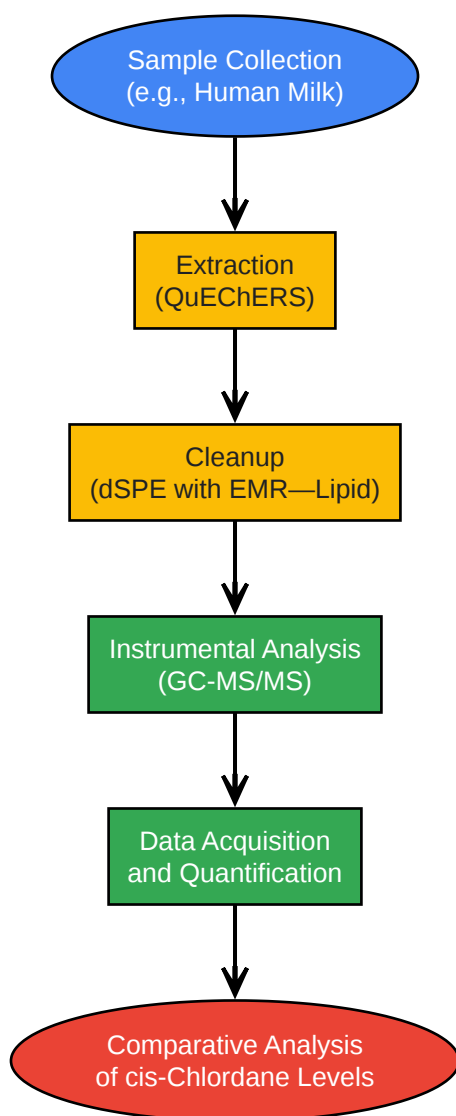 Sample Collection
(e.g., Human Milk)
Extraction
(QuEChERS)
Cleanup
(dSPE with EMR—Lipid)
Instrumental Analysis
(GC-MS/MS)
Data Acquisition
and Quantification
Comparative Analysis
of cis-Chlordane Levels